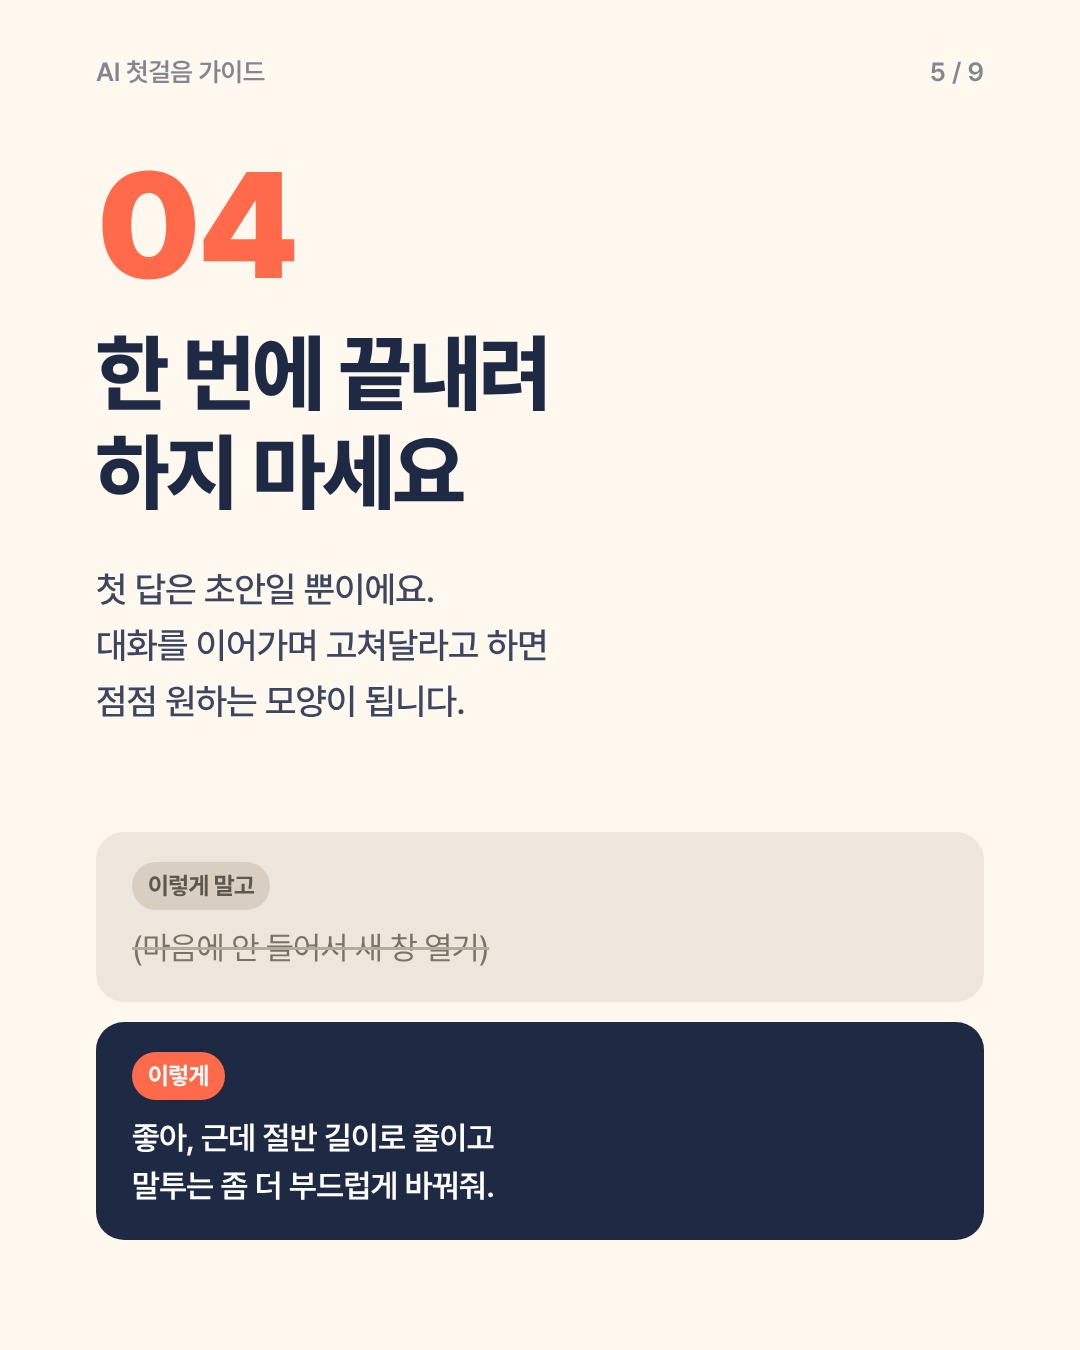 AI 첫걸음 가이드
5 / 9
04
한 번에 끝내려
하지 마세요
첫 답은 초안일 뿐이에요.
대화를 이어가며 고쳐달라고 하면
점점 원하는 모양이 됩니다.
이렇게 말고
(마음에 안 들어서 새 창 열기)
이렇게
좋아, 근데 절반 길이로 줄이고
말투는 좀 더 부드럽게 바꿔줘.